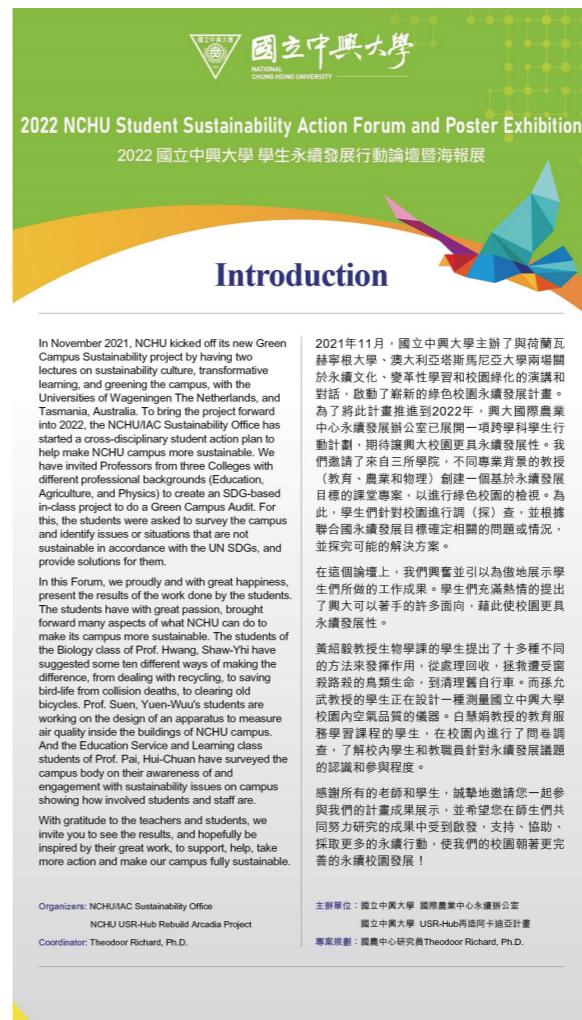 國立中興大學
國立中興大學
NATIONAL
CHUNG HSING UNIVERSITY
2022 NCHU Student Sustainability Action Forum and Poster Exhibition
2022 國立中興大學 學生永續發展行動論壇暨海報展
Introduction
In November 2021, NCHU kicked off its new Green
Campus Sustainability project by having two
lectures on sustainability culture, transformative
learning, and greening the campus, with the
Universities of Wageningen The Netherlands, and
Tasmania, Australia. To bring the project forward
into 2022, the NCHU/IAC Sustainability Office has
started a cross-disciplinary student action plan to
help make NCHU campus more sustainable. We
have invited Professors from three Colleges with
different professional backgrounds (Education,
Agriculture, and Physics) to create an SDG-based
in-class project to do a Green Campus Audit. For
this, the students were asked to survey the campus
and identify issues or situations that are not
sustainable in accordance with the UN SDGs, and
provide solutions for them.
In this Forum, we proudly and with great happiness,
present the results of the work done by the students.
The students have with great passion, brought
forward many aspects of what NCHU can do to
make its campus more sustainable. The students of
the Biology class of Prof. Hwang, Shaw-Yhi have
suggested some ten different ways of making the
difference, from dealing with recycling, to saving
bird-life from collision deaths, to clearing old
bicycles. Prof. Suen, Yuen-Wuu's students are
working on the design of an apparatus to measure
air quality inside the buildings of NCHU campus.
And the Education Service and Learning class
students of Prof. Pai, Hui-Chuan have surveyed the
campus body on their awareness of and
engagement with sustainability issues on campus
showing how involved students and staff are.
With gratitude to the teachers and students, we
invite you to see the results, and hopefully be
inspired by their great work, to support, help, take
more action and make our campus fully sustainable.
Organizers: NCHU/IAC Sustainability Office
NCHU USR-Hub Rebuild Arcadia Project
Coordinator: Theodoor Richard, Ph.D.
2021年11月，國立中興大學主辦了與荷蘭瓦
赫寧根大學、澳大利亞塔斯馬尼亞大學兩場關
於永續文化、變革性學習和校園綠化的演講和
對話，啟動了嶄新的綠色校園永續發展計畫。
為了將此計畫推進到2022年，興大國際農業
中心永續發展辦公室已展開一項跨學科學生行
動計劃，期待讓興大校園更具永續發展性。我
們邀請了來自三所學院，不同專業背景的教授
（教育、農業和物理）創建一個基於永續發展
目標的課堂專案，以進行綠色校園的檢視。為
此，學生們針對校園進行調（探）查，並根據
聯合國永續發展目標確定相關的問題或情況，
並探究可能的解決方案。
在這個論壇上，我們興奮並引以為傲地展示學
生們所做的工作成果。學生們充滿熱情的提出
了興大可以著手的許多面向，藉此使校園更具
永續發展性。
黃紹毅教授生物學課的學生提出了十多種不同
的方法來發揮作用，從處理回收，拯救遭受窗
殺路殺的鳥類生命，到清理舊自行車。而孫允
武教授的學生正在設計一種測量國立中興大學
校園內空氣品質的儀器。白慧娟教授的教育服
務學習課程的學生，在校園內進行了問卷調
查，了解校內學生和教職員針對永續發展議題
的認識和參與程度。
感謝所有的老師和學生，誠摯地邀請您一起參
與我們的計畫成果展示，並希望您在師生們共
同努力研究的成果中受到啟發，支持、協助、
採取更多的永續行動，使我們的校園朝著更完
善的永續校園發展！
主辦單位：國立中興大學 國際農業中心永續辦公室
國立中興大學 USR-Hub再造阿卡迪亞計畫
專案規劃：國農中心研究員Theodoor Richard, Ph.D.